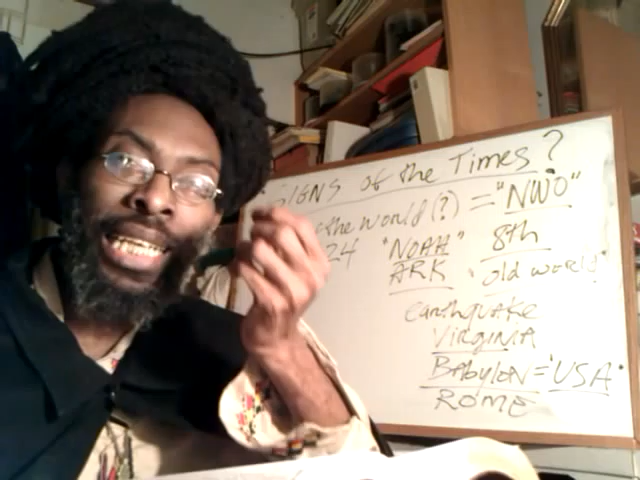 SIGNS of the Times?
the world(?) = "NWO"
24 "NOAH" 8th
ARK "old world"
earthquake
VIRGINIA
BAbyloN = "USA"
ROME